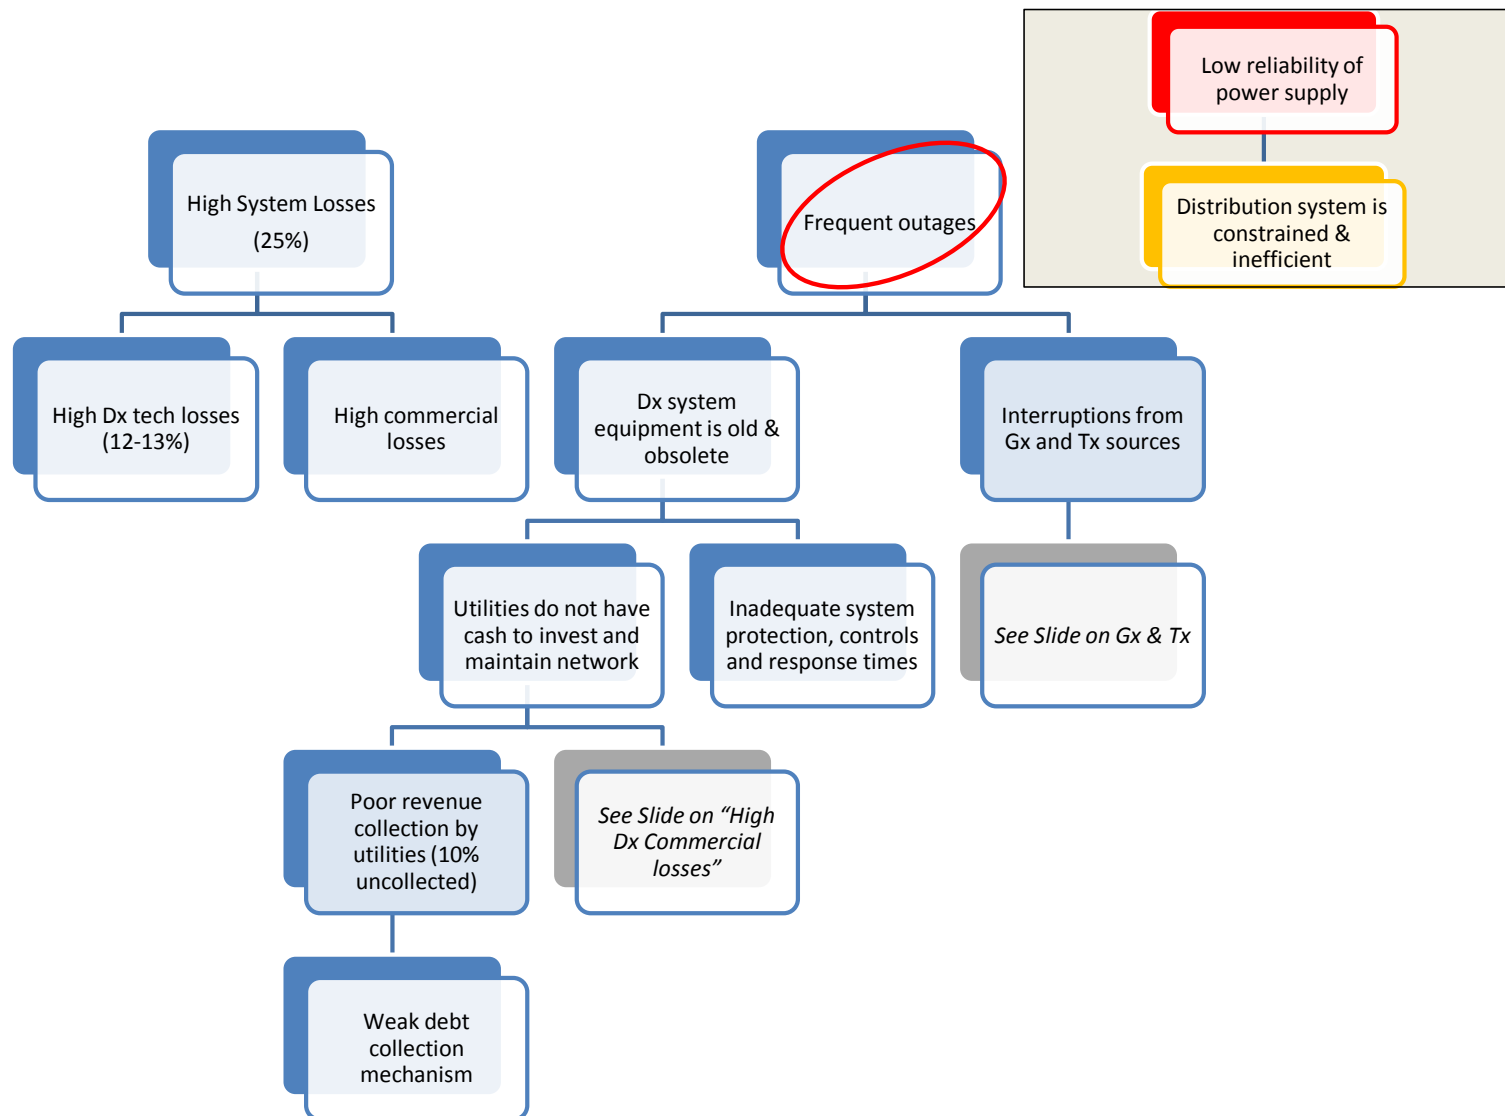 Low reliability of
power supply
Distribution system is
constrained &
inefficient
High System Losses
(25%)
Frequent outages
High Dx tech losses
(12-13%)
High commercial
losses
Dx system
equipment is old &
obsolete
Interruptions from
Gx and Tx sources
Utilities do not have
cash to invest and
maintain network
Inadequate system
protection, controls
and response times
See Slide on Gx & Tx
Poor revenue
collection by
utilities (10%
uncollected)
See Slide on “High
Dx Commercial
losses”
Weak debt
collection
mechanism